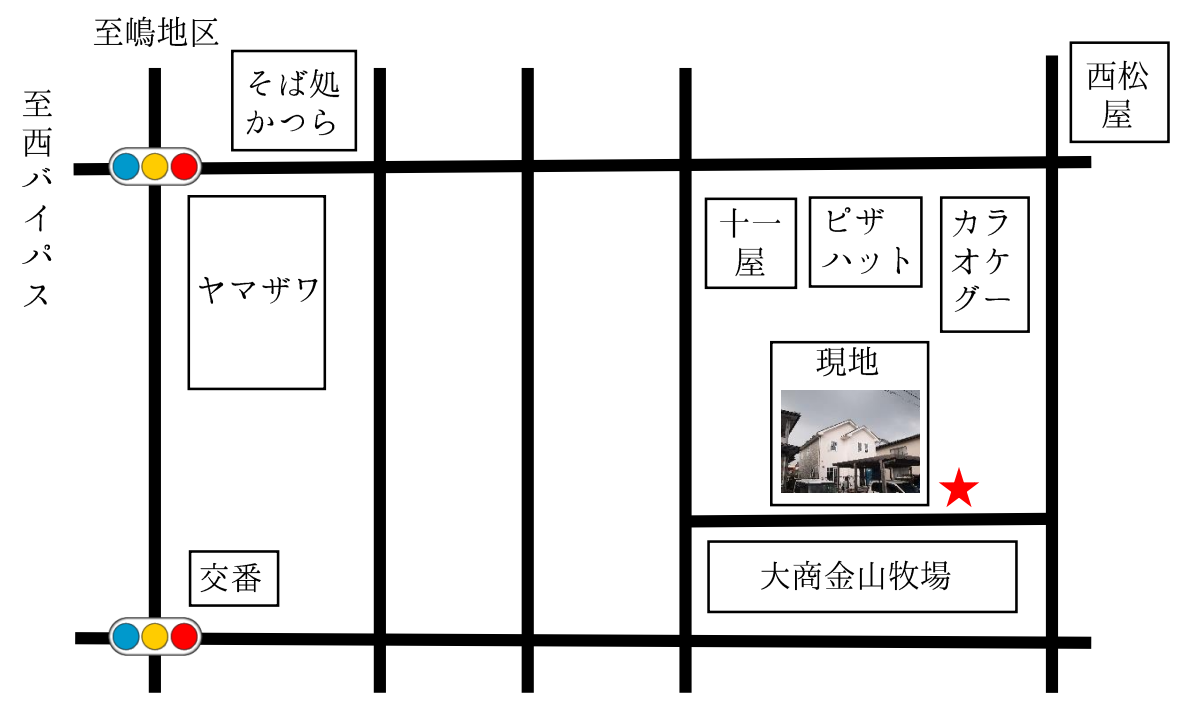 至嶋地区
至西バイパス
そば処
かつら
西松
屋
ヤマザワ
十一
屋
ピザ
ハット
カラ
オケ
グー
現地
交番
大商金山牧場